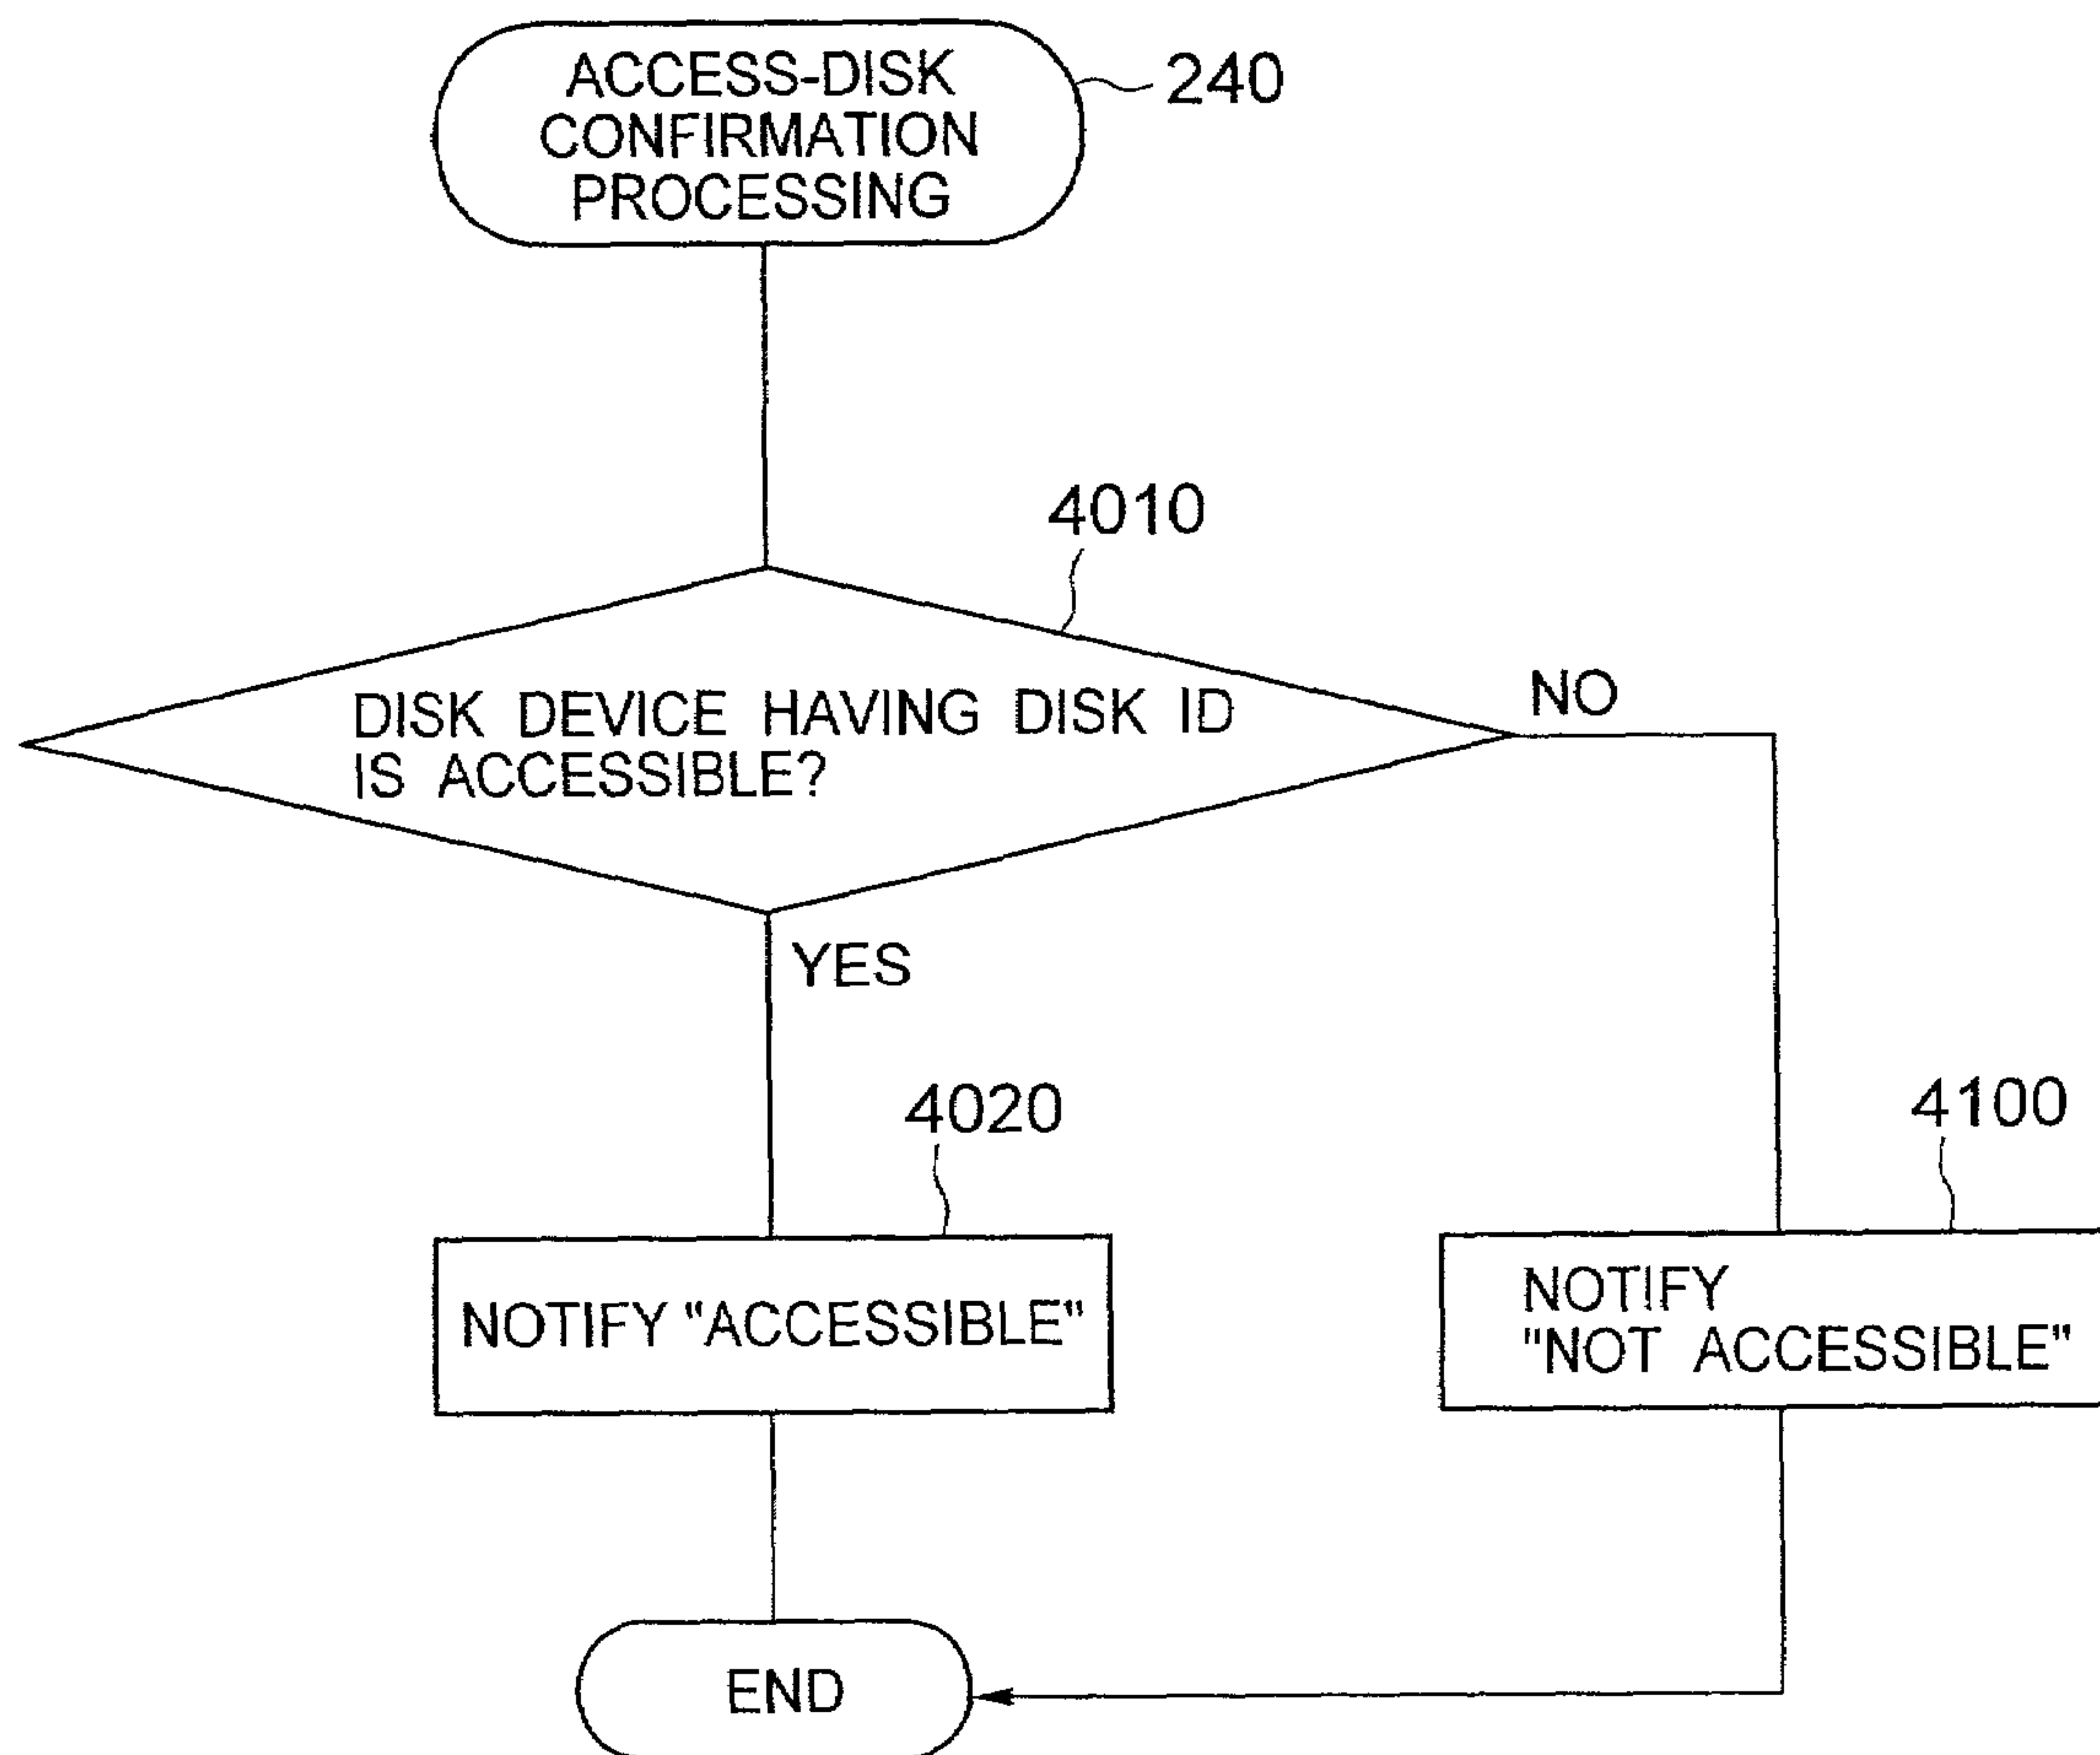 ACCESS-DISK
CONFIRMATION
PROCESSING
240
4010
DISK DEVICE HAVING DISK ID
IS ACCESSIBLE?
NO
YES
4020
4100
NOTIFY "ACCESSIBLE"
NOTIFY
"NOT ACCESSIBLE"
END